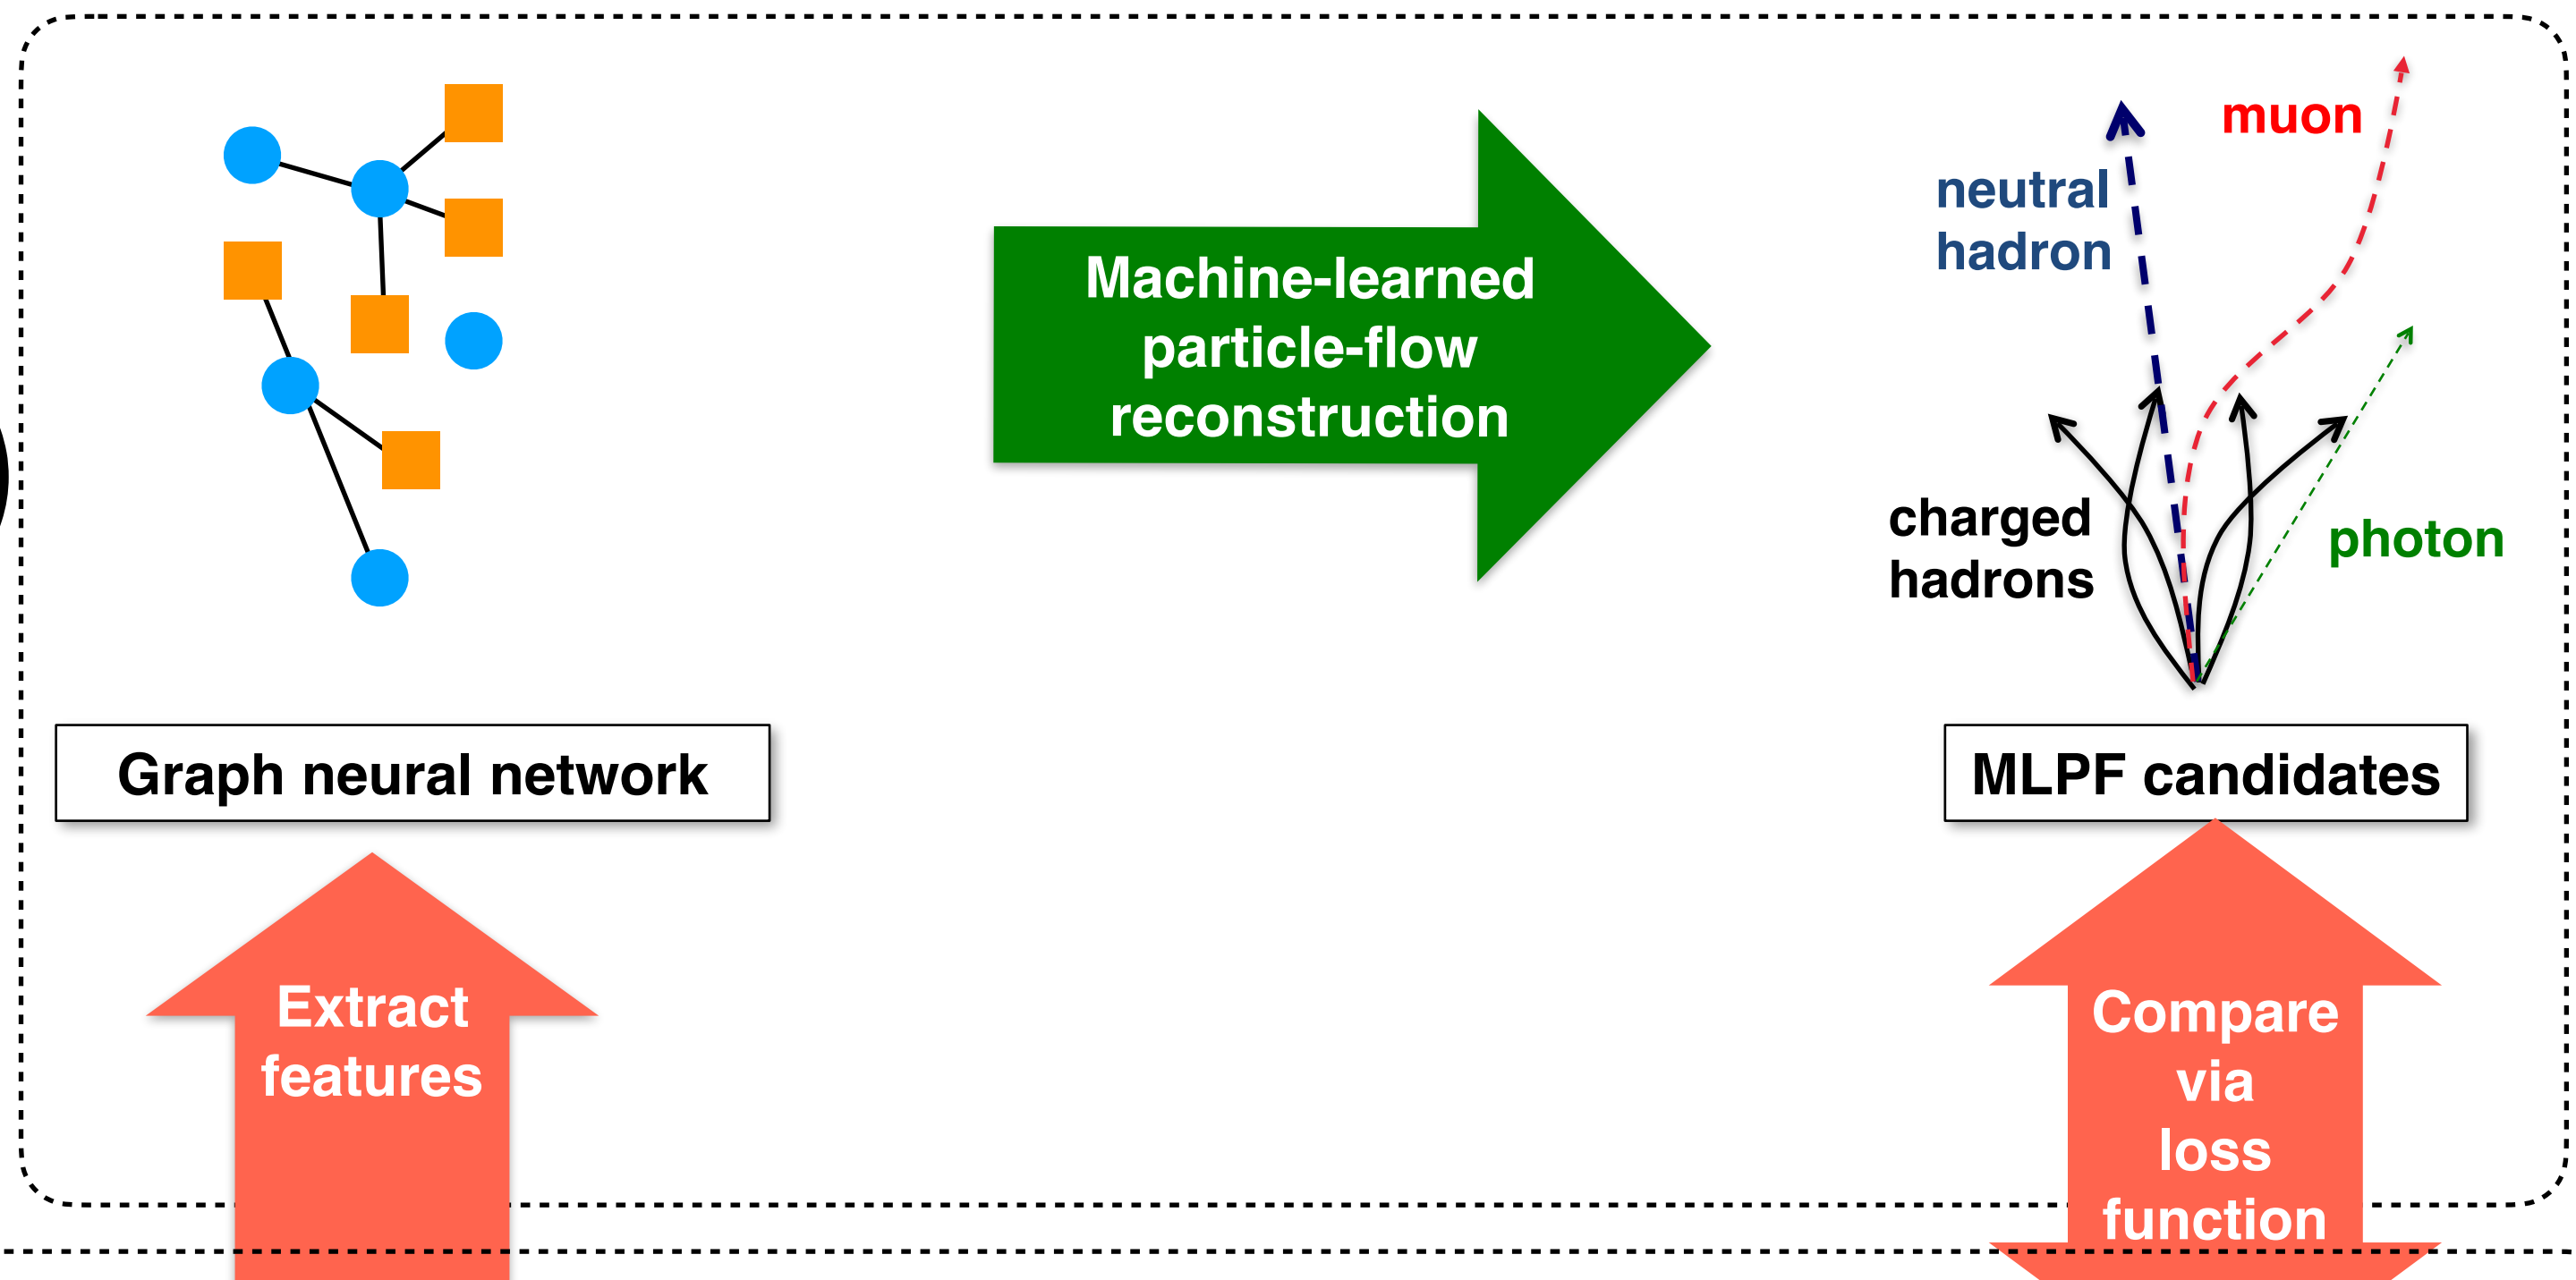 muon
neutral
hadron
Machine-learned
particle-flow
reconstruction
charged
hadrons
photon
Graph neural network
MLPF candidates
Extract
features
Compare
via
loss
function